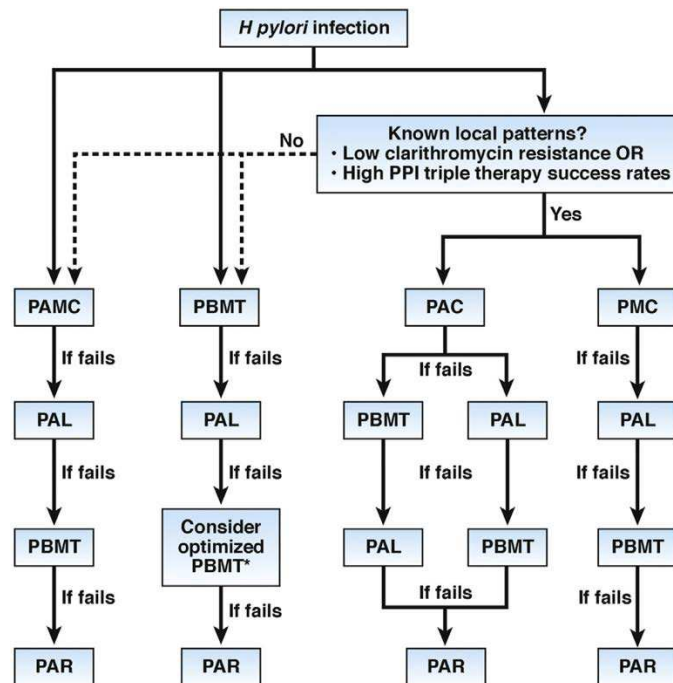 H pylori infection
Known local patterns?
• Low clarithromycin resistance OR
• High PPI triple therapy success rates
No
Yes
PAMC
PBMT
PAC
PMC
If fails
If fails
If fails
If fails
PAL
PAL
PBMT
PAL
PAL
If fails
If fails
If fails
If fails
PBMT
Consider
optimized
PBMT*
PAL
PBMT
PBMT
If fails
If fails
If fails
If fails
PAR
PAR
PAR
PAR